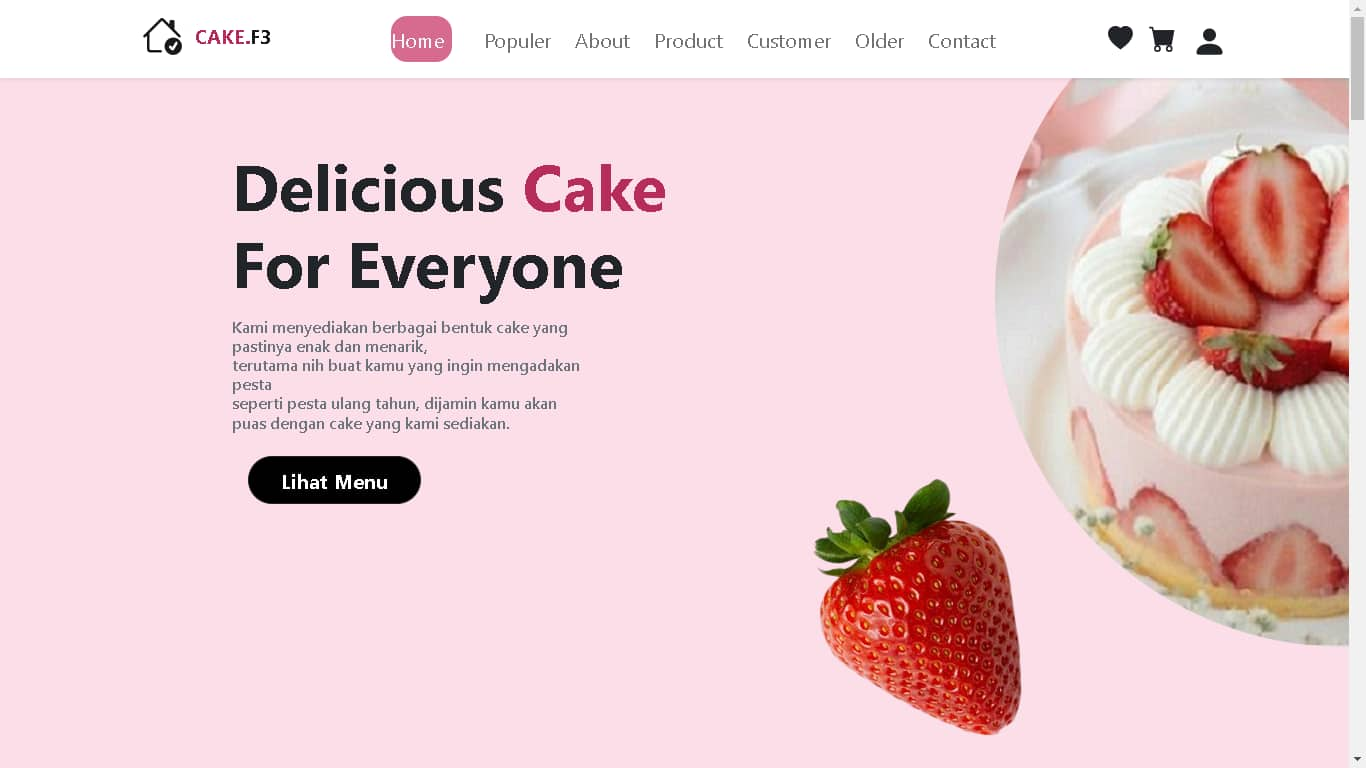 CAKE.F3
Home Populer About Product Customer Older Contact
Delicious Cake
For Everyone
Kami menyediakan berbagai bentuk cake yang
pastinya enak dan menarik,
terutama nih buat kamu yang ingin mengadakan
pesta
seperti pesta ulang tahun, dijamin kamu akan
puas dengan cake yang kami sediakan.
Lihat Menu